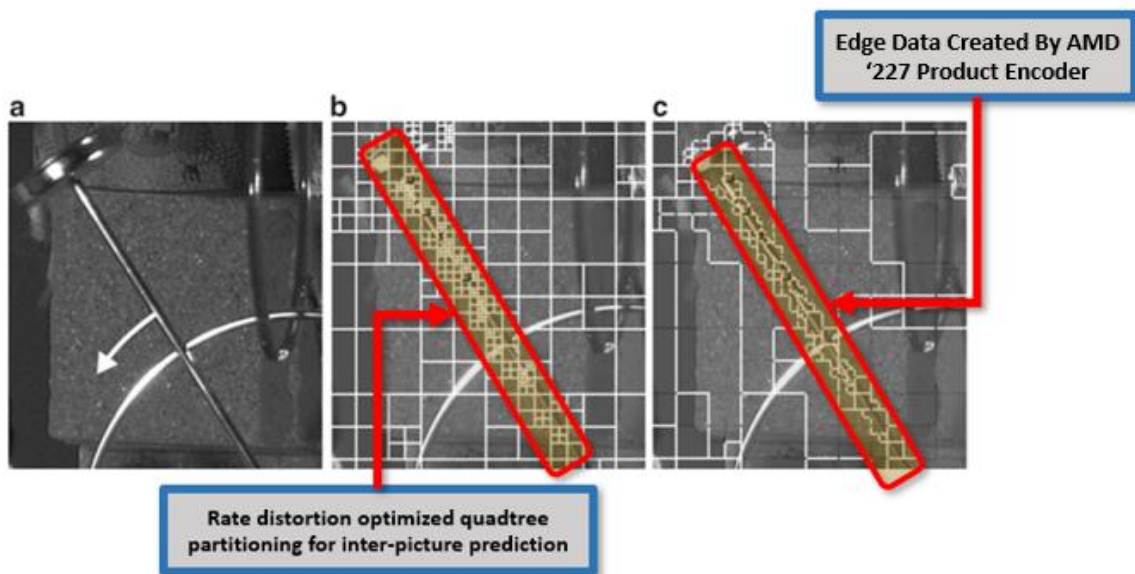 Edge Data Created By AMD
‘227 Product Encoder
a
b
c
Rate distortion optimized quadtree
partitioning for inter-picture prediction